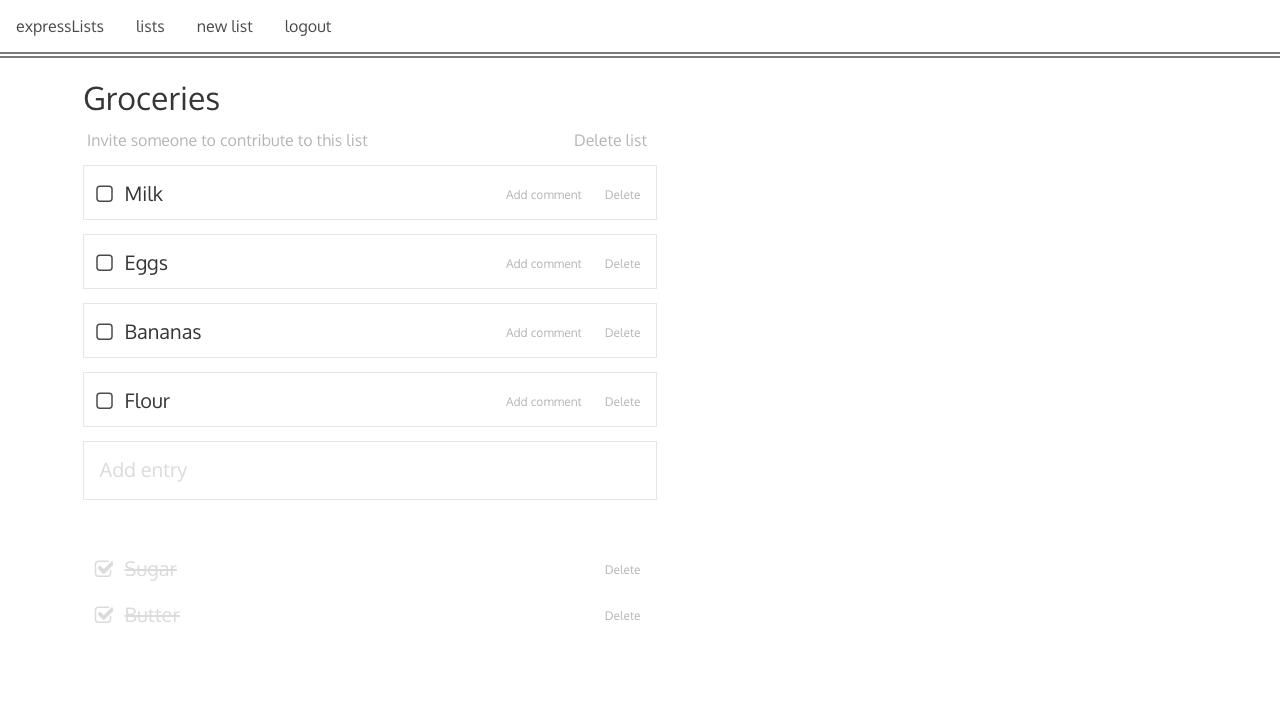 expressLists lists new list logout
Groceries
Invite someone to contribute to this list Delete list
Milk Add comment Delete
Eggs Add comment Delete
Bananas Add comment Delete
Flour Add comment Delete
Add entry
Sugar Delete
Butter Delete